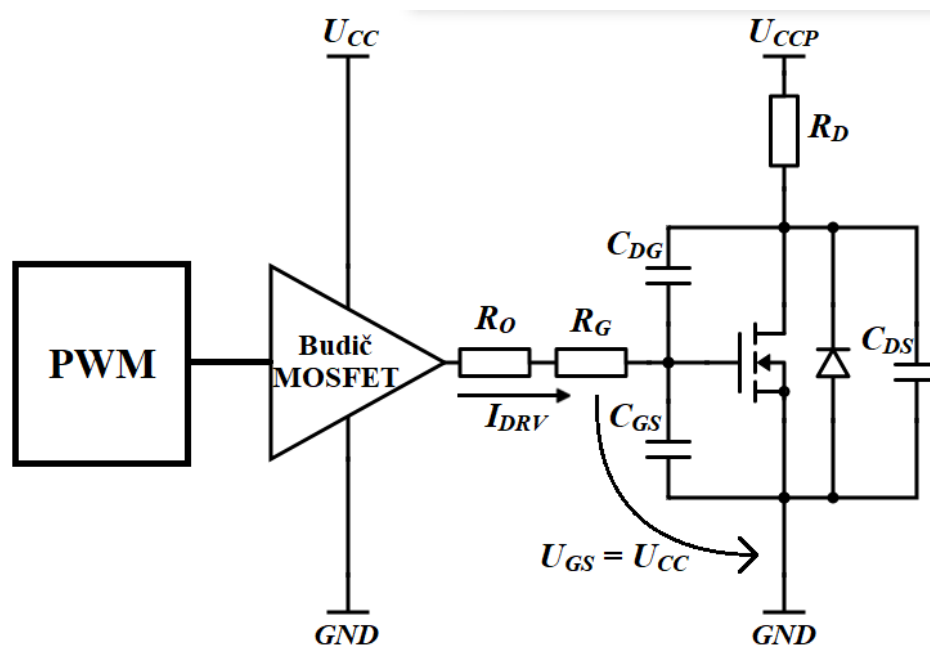 U_CC
U_CCP
R_D
C_DG
PWM
Budič
MOSFET
R_O
R_G
C_DS
I_DRV
C_GS
U_GS = U_CC
GND
GND